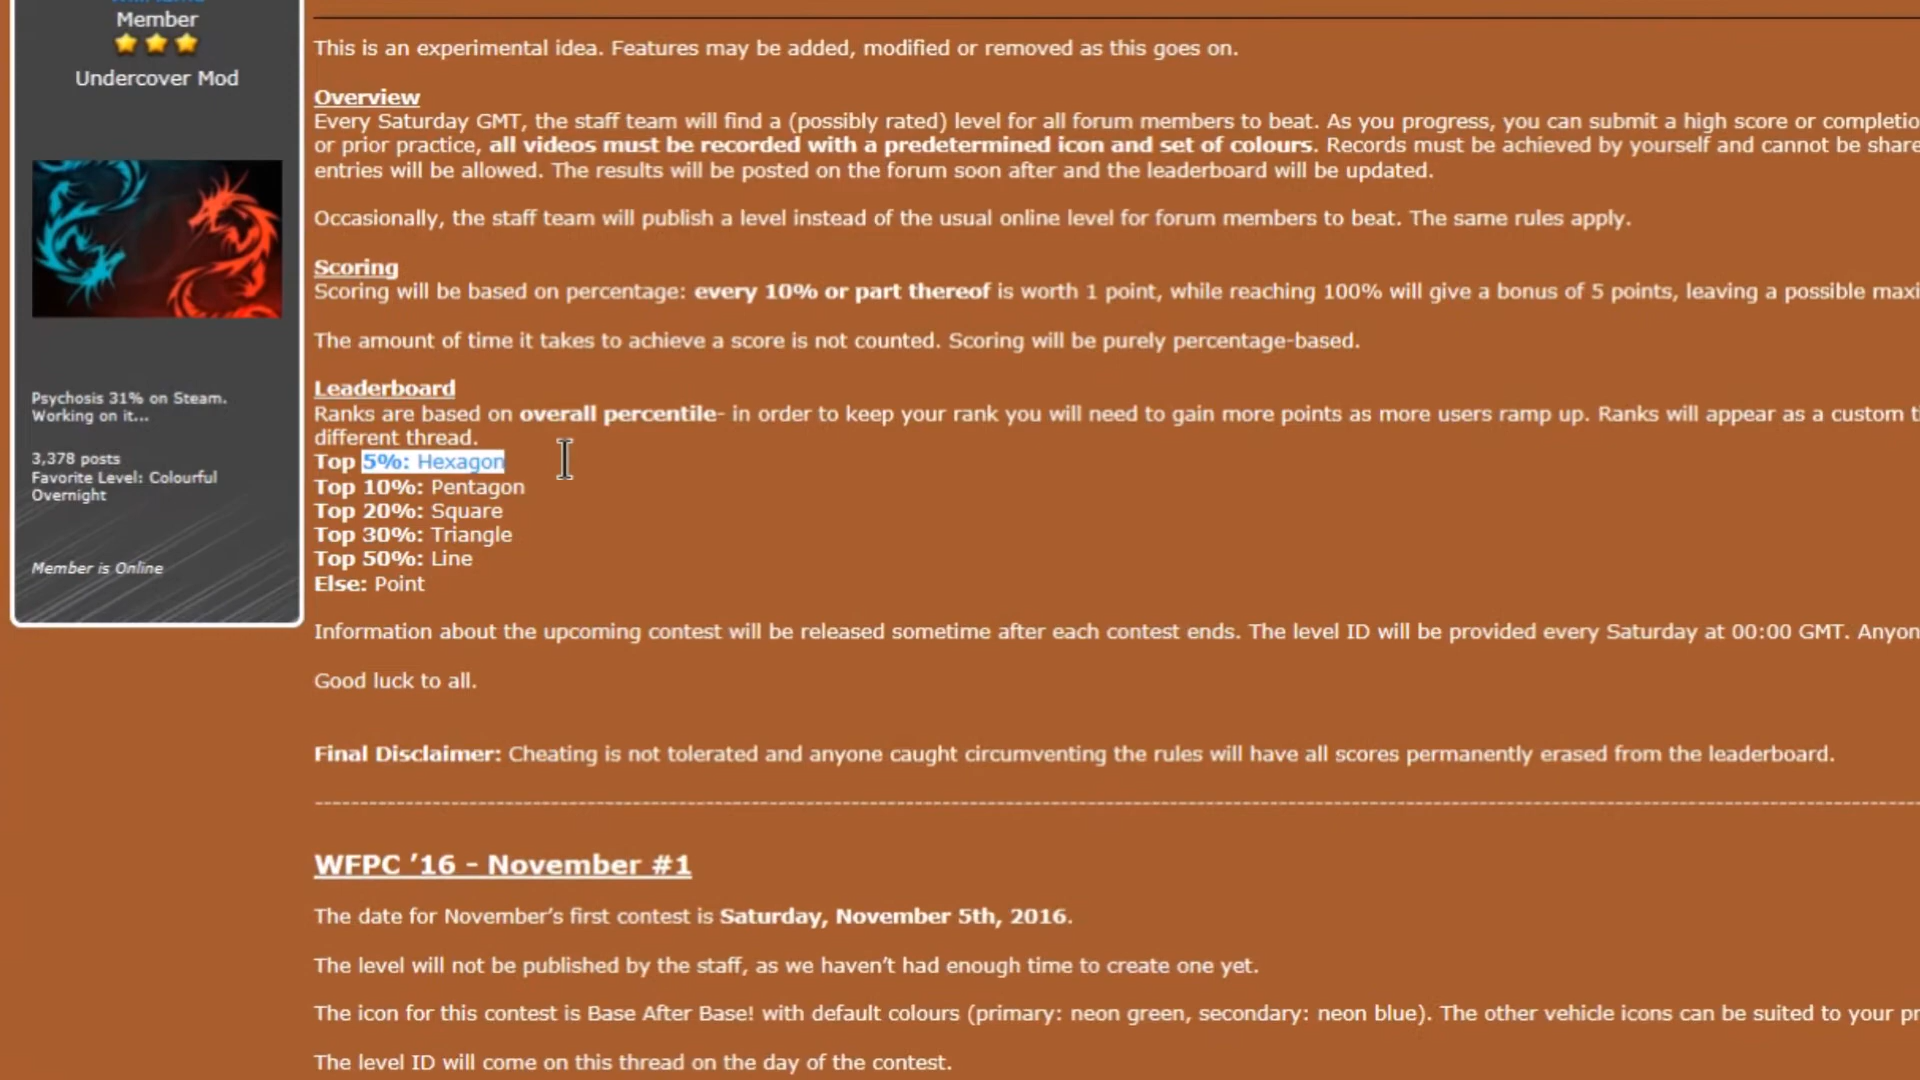 Member
Undercover Mod
Psychosis 31% on Steam.
Working on it...
3,378 posts
Favorite Level: Colourful
Overnight
Member is Online
This is an experimental idea. Features may be added, modified or removed as this goes on.
Overview
Every Saturday GMT, the staff team will find a (possibly rated) level for all forum members to beat. As you progress, you can submit a high score or completio
or prior practice, all videos must be recorded with a predetermined icon and set of colours. Records must be achieved by yourself and cannot be share
entries will be allowed. The results will be posted on the forum soon after and the leaderboard will be updated.
Occasionally, the staff team will publish a level instead of the usual online level for forum members to beat. The same rules apply.
Scoring
Scoring will be based on percentage: every 10% or part thereof is worth 1 point, while reaching 100% will give a bonus of 5 points, leaving a possible maxi
The amount of time it takes to achieve a score is not counted. Scoring will be purely percentage-based.
Leaderboard
Ranks are based on overall percentile- in order to keep your rank you will need to gain more points as more users ramp up. Ranks will appear as a custom t
different thread.
Top 5%: Hexagon
Top 10%: Pentagon
Top 20%: Square
Top 30%: Triangle
Top 50%: Line
Else: Point
Information about the upcoming contest will be released sometime after each contest ends. The level ID will be provided every Saturday at 00:00 GMT. Anyon
Good luck to all.
Final Disclaimer: Cheating is not tolerated and anyone caught circumventing the rules will have all scores permanently erased from the leaderboard.
--------------------------------------------------------------------------------
WFPC ’16 - November #1
The date for November’s first contest is Saturday, November 5th, 2016.
The level will not be published by the staff, as we haven’t had enough time to create one yet.
The icon for this contest is Base After Base! with default colours (primary: neon green, secondary: neon blue). The other vehicle icons can be suited to your pr
The level ID will come on this thread on the day of the contest.